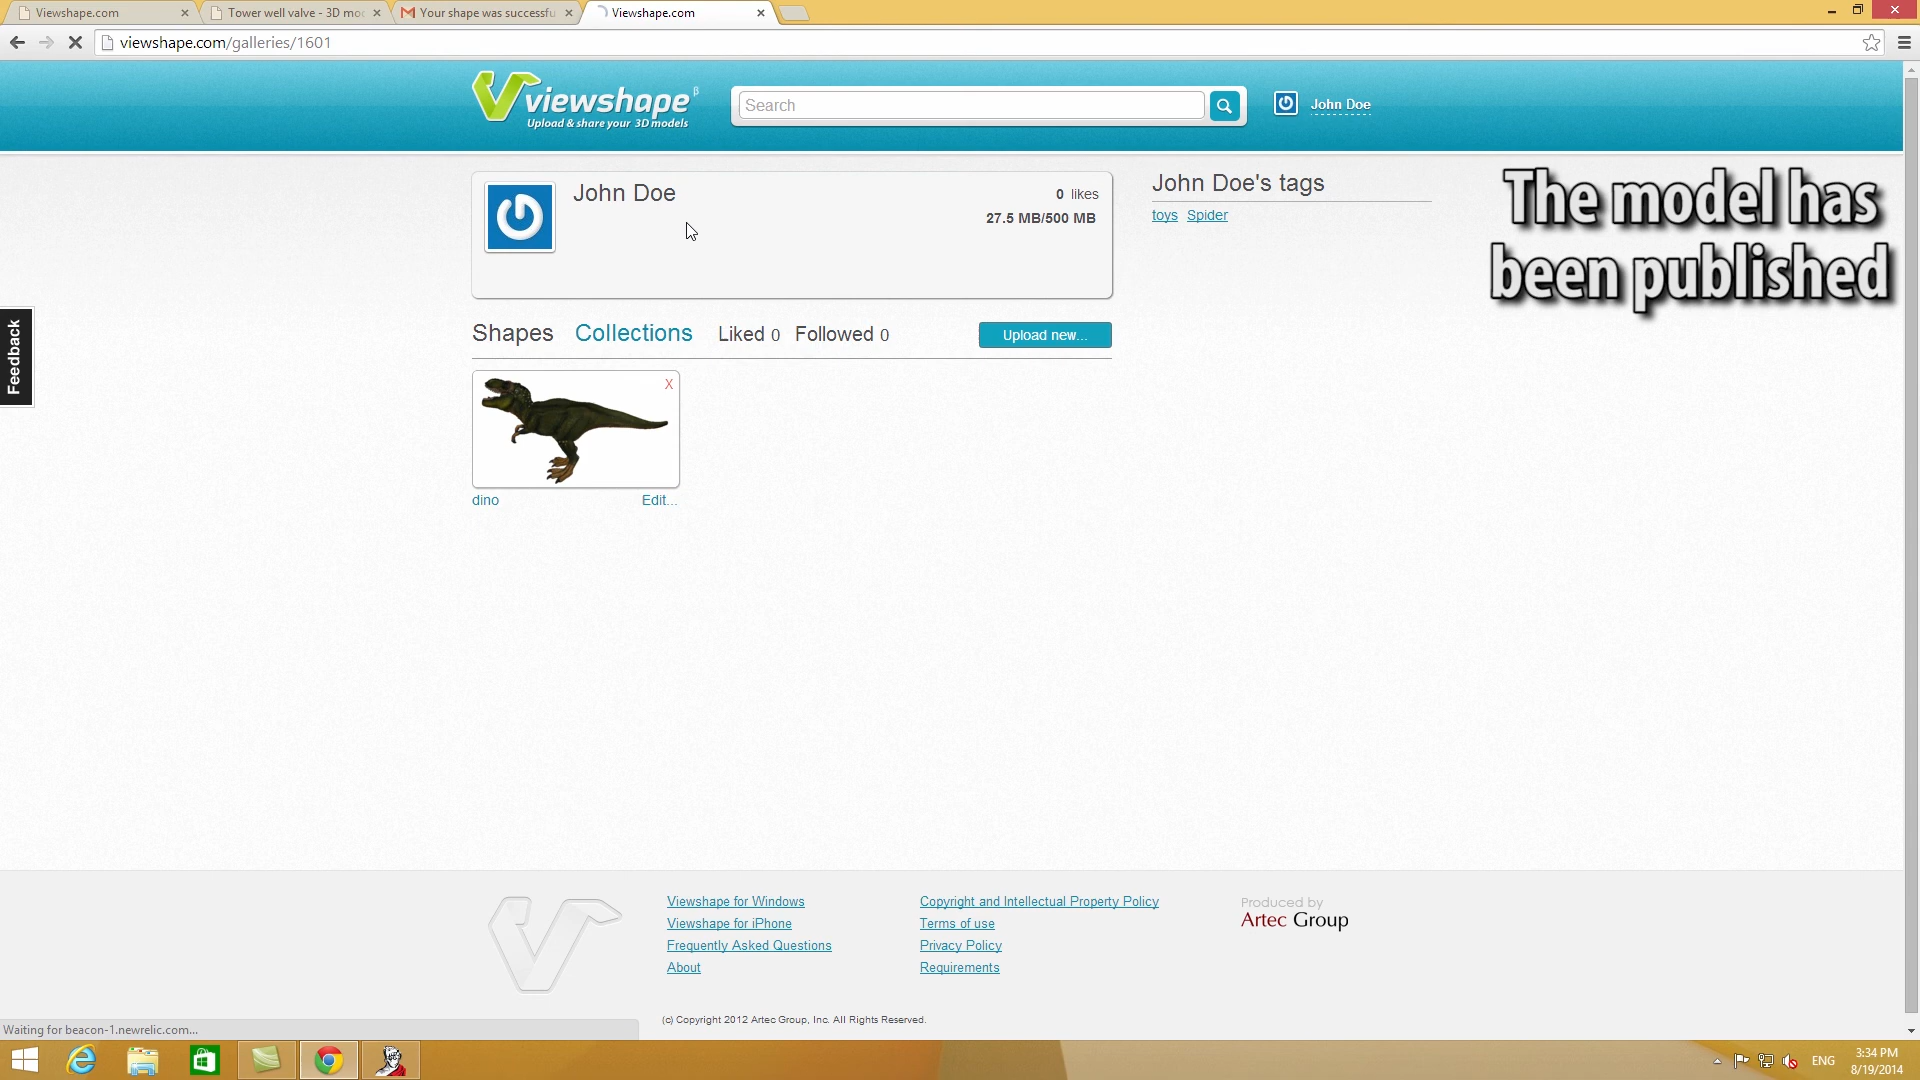 Viewshape.com
Tower well valve - 3D mod
Your shape was successfu
Viewshape.com
viewshape.com/galleries/1601
viewshape β
Upload & share your 3D models
Search
John Doe
John Doe
0 likes
27.5 MB/500 MB
John Doe's tags
toys Spider
The model has
been published
Feedback
Shapes Collections Liked 0 Followed 0
Upload new...
X
dino
Edit...
Viewshape for Windows
Viewshape for iPhone
Frequently Asked Questions
About
Copyright and Intellectual Property Policy
Terms of use
Privacy Policy
Requirements
Produced by
Artec Group
(c) Copyright 2012 Artec Group, Inc. All Rights Reserved.
Waiting for beacon-1.newrelic.com...
ENG
3:34 PM
8/19/2014